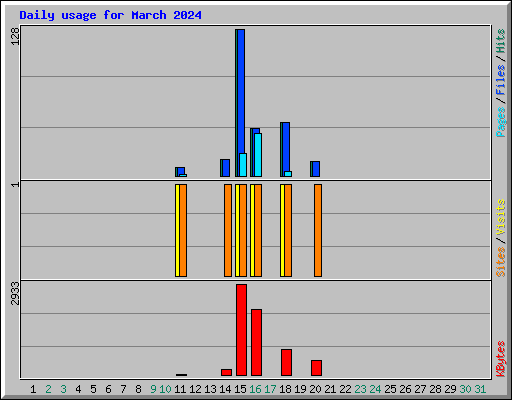 Daily usage for March 2024
128
Pages / Files / Hits
1
Sites / Visits
2933
KBytes
1 2 3 4 5 6 7 8 9 10 11 12 13 14 15 16 17 18 19 20 21 22 23 24 25 26 27 28 29 30 31